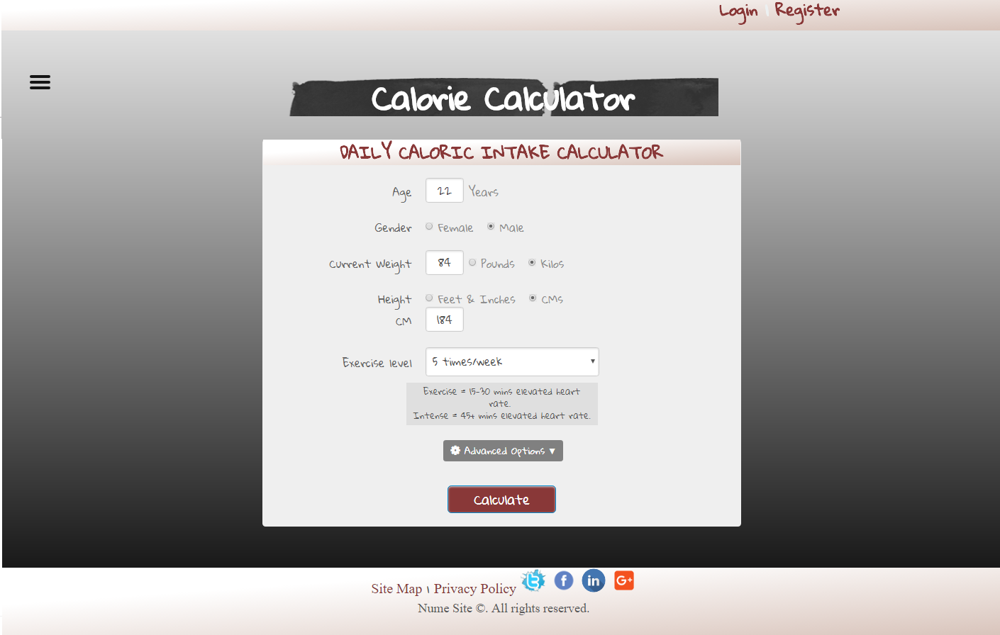 Login | Register
Calorie Calculator
DAILY CALORIC INTAKE CALCULATOR
Age 22 Years
Gender Female Male
Current Weight 84 Pounds Kilos
Height Feet & Inches CMs
CM 184
Exercise level 5 times/week ▼
Exercise = 15-30 mins elevated heart
rate.
Intense = 45+ mins elevated heart rate.
Advanced Options ▼
Calculate
Site Map | Privacy Policy t f in G+
Nume Site ©. All rights reserved.